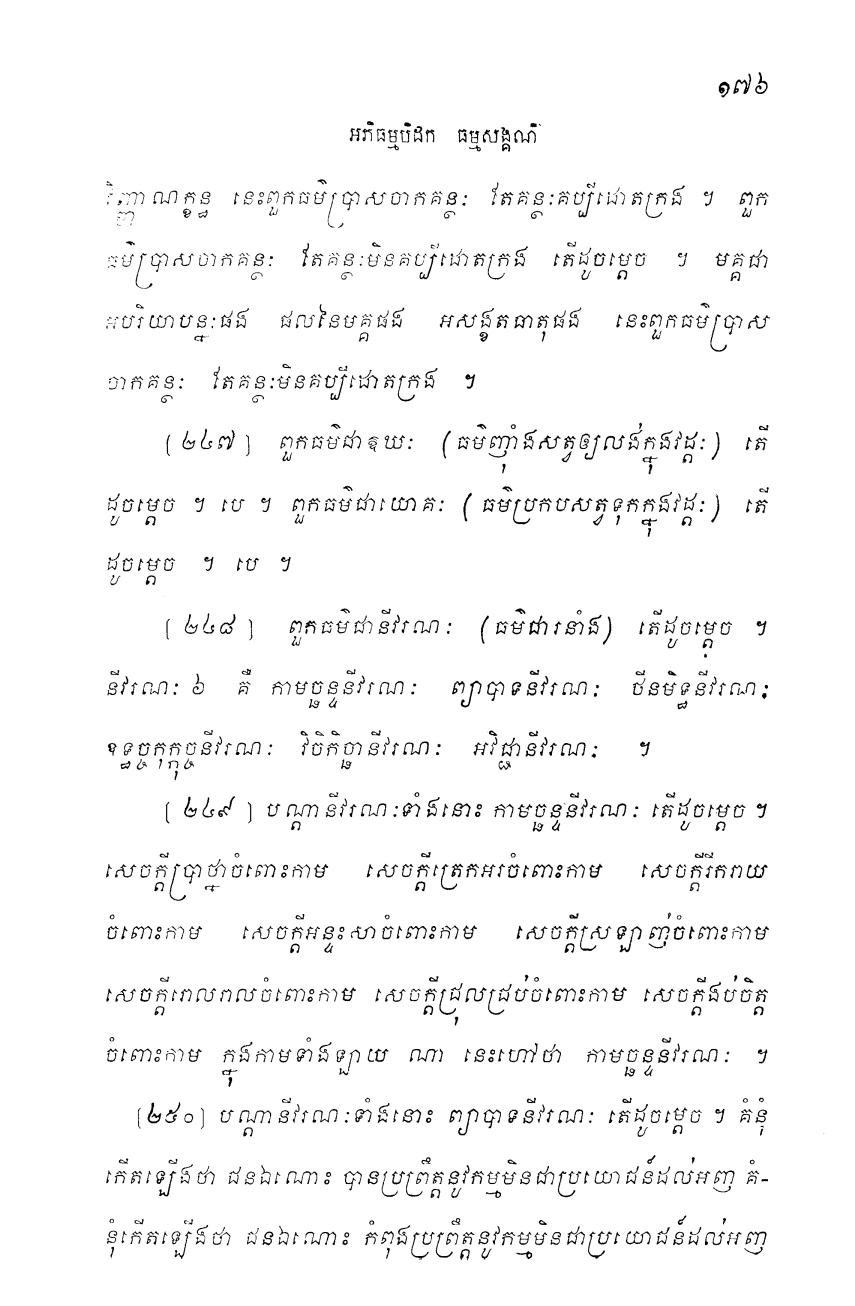 ១៧៦
អភិធម្មបិដក ធម្មសង្គណី
វិញ្ញាណក្ខន្ធ នេះពួកធម៌ប្រាសចាកគន្ថៈ តែគន្ថៈគប្បីដោតក្រង ។ ពួក
ធម៌ប្រាសចាកគន្ថៈ តែគន្ថៈមិនគប្បីដោតក្រង តើដូចម្តេច ។ មគ្គជា
អបរិយាបន្នៈផង ផលនៃមគ្គផង អសង្ខតធាតុផង នេះពួកធម៌ប្រាស
ចាកគន្ថៈ តែគន្ថៈមិនគប្បីដោតក្រង ។
[២៤៧] ពួកធម៌ជាឱឃៈ (ធម៌ញុំាងសត្វឲ្យលង់ក្នុងវដ្តៈ) តើ
ដូចម្តេច ។ បេ ។ ពួកធម៌ជាយោគៈ (ធម៌ប្រកបសត្វទុកក្នុងវដ្តៈ) តើ
ដូចម្តេច ។ បេ ។
[២៤៨] ពួកធម៌ជានីវរណៈ (ធម៌ជារនាំង) តើដូចម្តេច ។
នីវរណៈ ៦ គឺ កាមច្ឆន្ទនីវរណៈ ព្យាបាទនីវរណៈ ថីនមិទ្ធនីវរណៈ
ឧទ្ធច្ចកុក្កុច្ចនីវរណៈ វិចិកិច្ឆានីវរណៈ អវិជ្ជានីវរណៈ ។
[២៤៩] បណ្តានីវរណៈទាំងនោះ កាមច្ឆន្ទនីវរណៈ តើដូចម្តេច ។
សេចក្តីប្រាថ្នាចំពោះកាម សេចក្តីត្រេកអរចំពោះកាម សេចក្តីរីករាយ
ចំពោះកាម សេចក្តីអន្ទះសាចំពោះកាម សេចក្តីស្រឡាញ់ចំពោះកាម
សេចក្តីរោលរាលចំពោះកាម សេចក្តីជ្រុលជ្រប់ចំពោះកាម សេចក្តីងប់ចិត្ត
ចំពោះកាម ក្នុងកាមទាំងឡាយ ណា នេះហៅថា កាមច្ឆន្ទនីវរណៈ ។
[២៥០] បណ្តានីវរណៈទាំងនោះ ព្យាបាទនីវរណៈ តើដូចម្តេច ។ គំនុំ
កើតឡើងថា ជនឯណោះ បានប្រព្រឹត្តនូវកម្មមិនជាប្រយោជន៍ដល់អញ គំ-
នុំកើតឡើងថា ជនឯណោះ កំពុងប្រព្រឹត្តនូវកម្មមិនជាប្រយោជន៍ដល់អញ